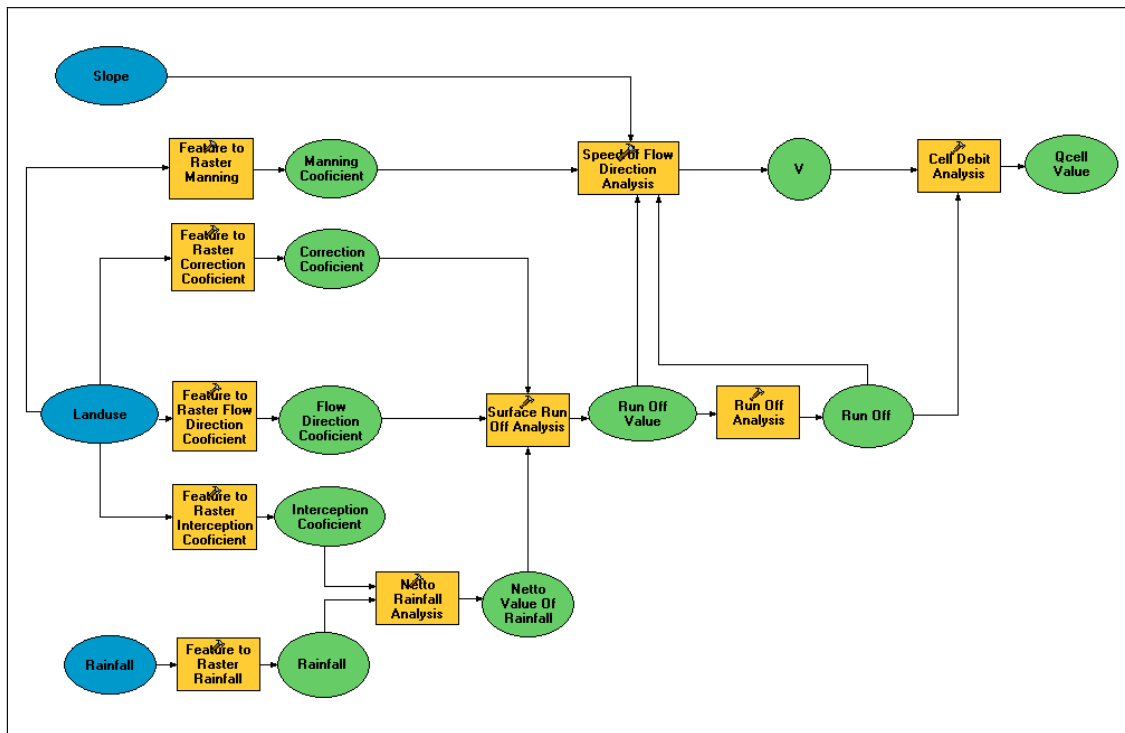 Slope
Feature to
Raster
Manning
Manning
Cooficient
Speed of Flow
Direction
Analysis
V
Cell Debit
Analysis
Qcell
Value
Feature to
Raster
Correction
Cooficient
Correction
Cooficient
Landuse
Feature to
Raster Flow
Direction
Cooficient
Flow
Direction
Cooficient
Surface Run
Off Analysis
Run Off
Value
Run Off
Analysis
Run Off
Feature to
Raster
Interception
Cooficient
Interception
Cooficient
Netto
Rainfall
Analysis
Netto
Value Of
Rainfall
Rainfall
Feature to
Raster
Rainfall
Rainfall